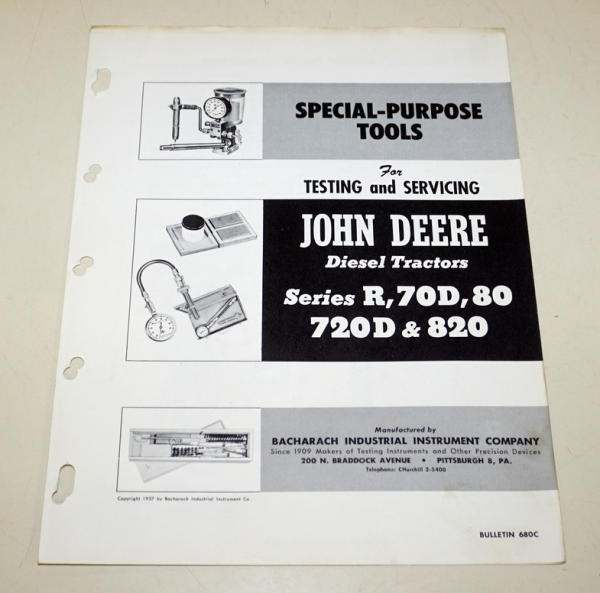 SPECIAL-PURPOSE
TOOLS
For
TESTING and SERVICING
JOHN DEERE
Diesel Tractors
Series R, 70D, 80
720D & 820
Manufactured by
BACHARACH INDUSTRIAL INSTRUMENT COMPANY
Since 1909 Makers of Testing Instruments and Other Precision Devices
200 N. BRADDOCK AVENUE • PITTSBURGH 8, PA.
Telephone: CHurchill 2-5400
Copyright 1957 by Bacharach Industrial Instrument Co.
BULLETIN 680C